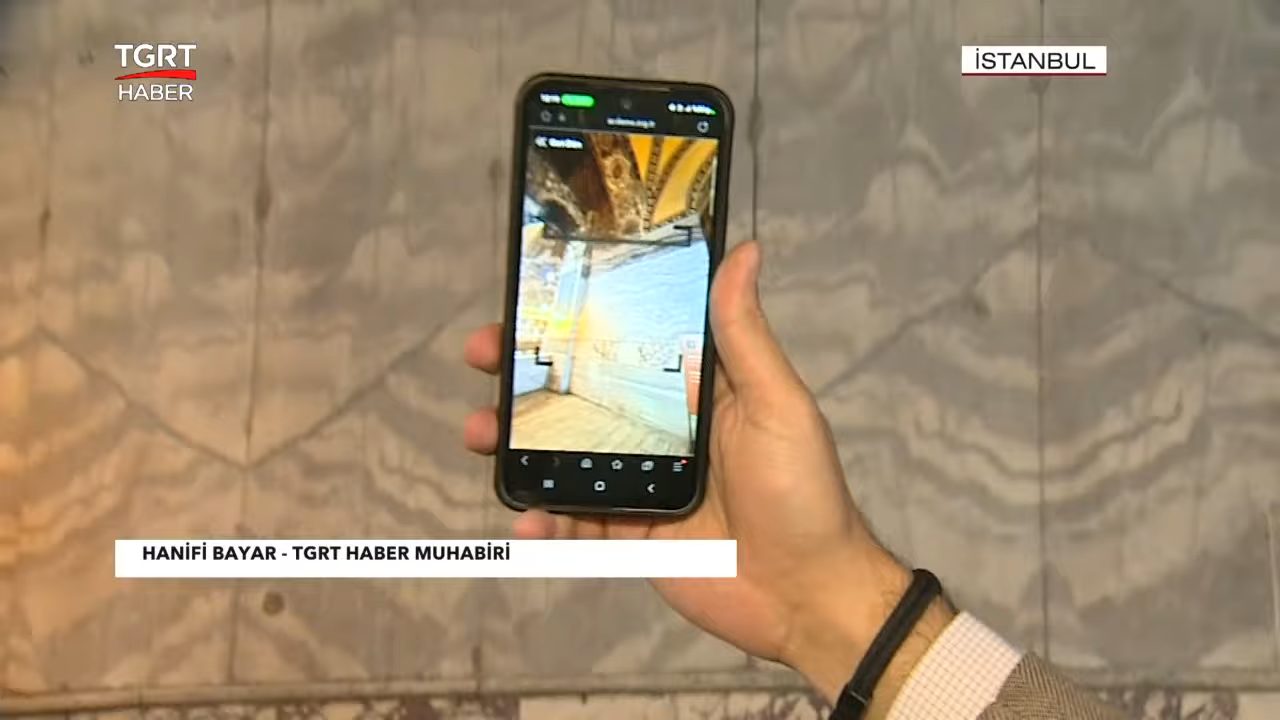 TGRT
HABER
İSTANBUL
HANİFİ BAYAR - TGRT HABER MUHABİRİ